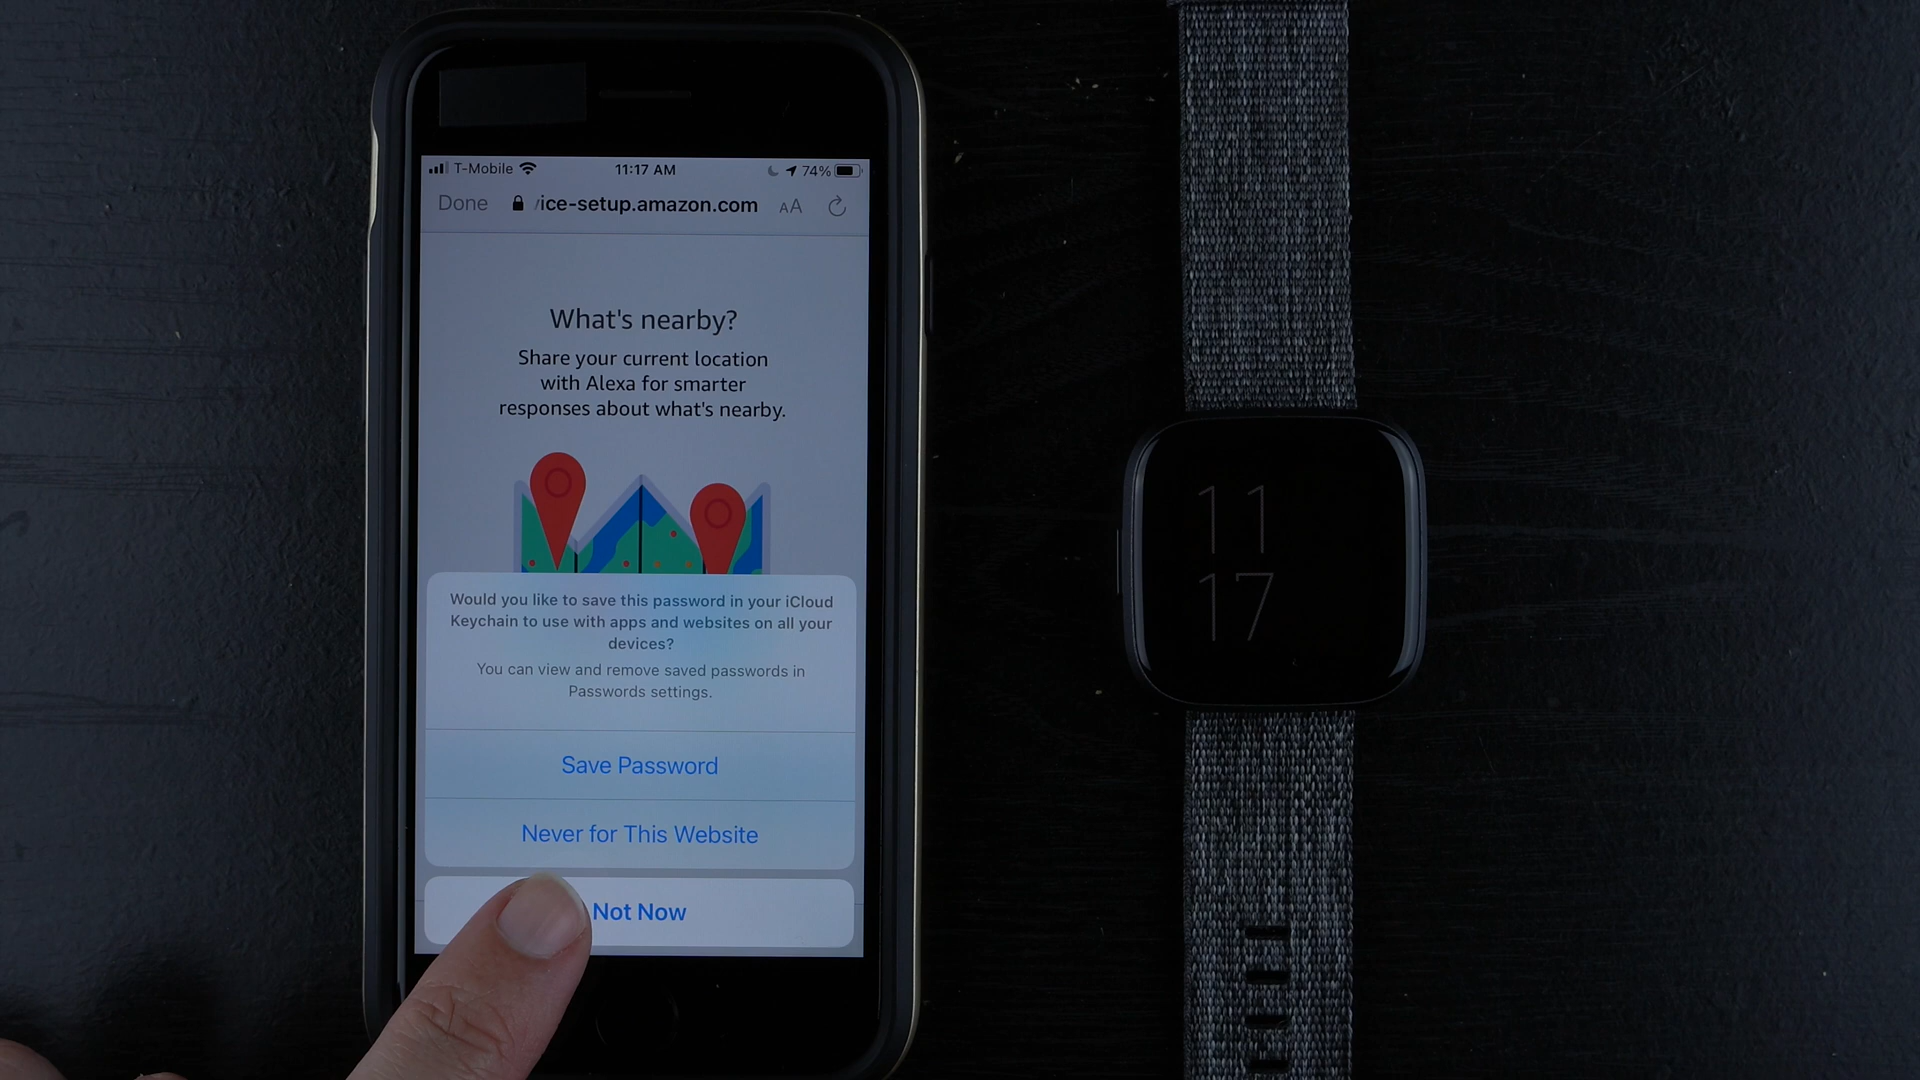 T-Mobile 11:17 AM 74%
Done ice-setup.amazon.com AA
What's nearby?
Share your current location
with Alexa for smarter
responses about what's nearby.
Would you like to save this password in your iCloud
Keychain to use with apps and websites on all your
devices?
You can view and remove saved passwords in
Passwords settings.
Save Password
Never for This Website
Not Now
11
17